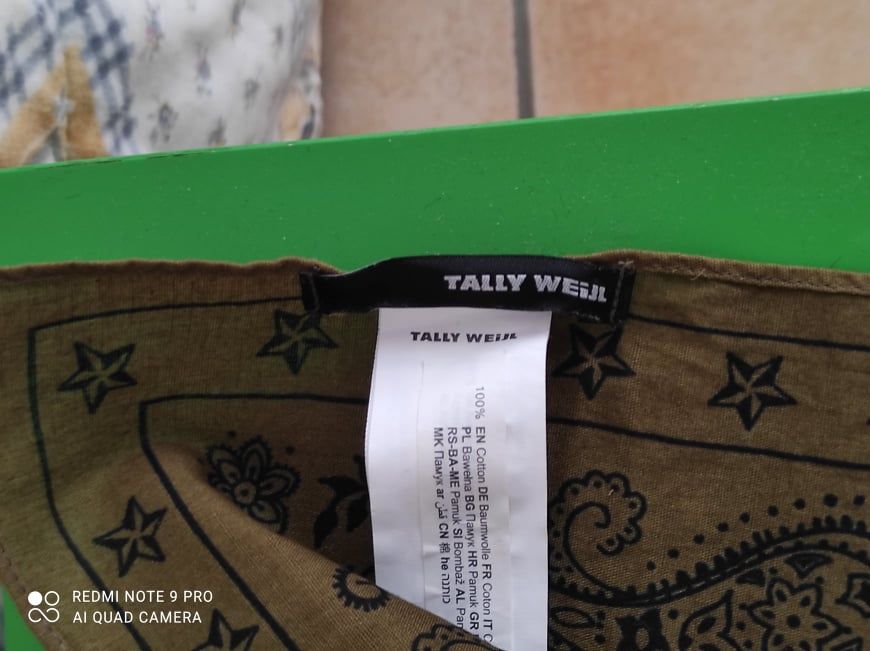 TALLY WEiJL
TALLY WEiJL
100% EN Cotton DE Baumwolle FR Coton IT
PL Bawełna BG Памук HR Pamuk GR
RS-BA-ME Pamuk SI Bombaž AL
MK Памук ar قطن CN 棉 he כותנה
REDMI NOTE 9 PRO
AI QUAD CAMERA